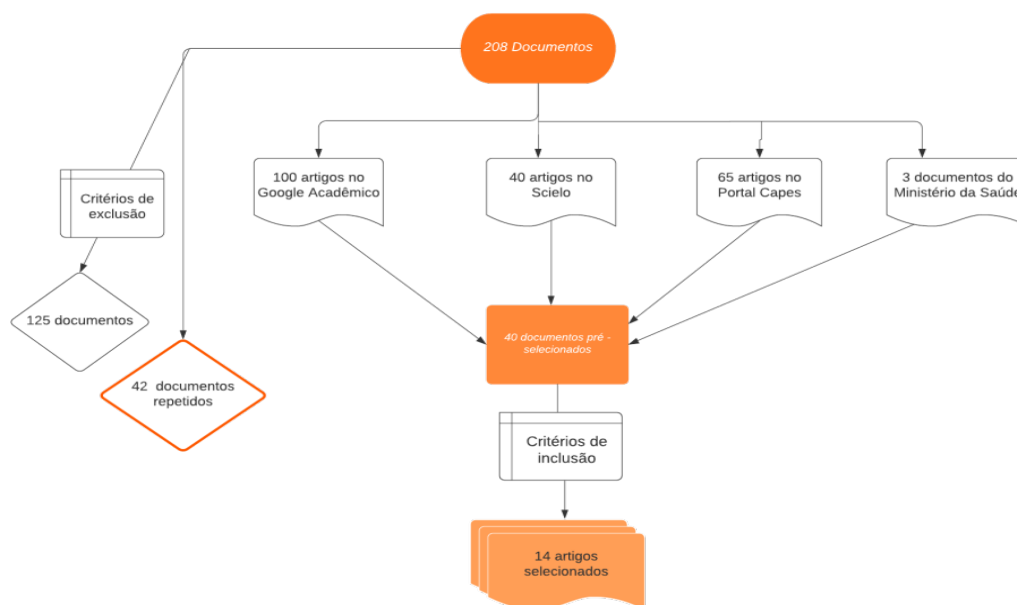 208 Documentos
100 artigos no
Google Acadêmico
40 artigos no
Scielo
65 artigos no
Portal Capes
3 documentos do
Ministério da Saúde
Critérios de
exclusão
125 documentos
42 documentos
repetidos
40 documentos pré -
selecionados
Critérios de
inclusão
14 artigos
selecionados